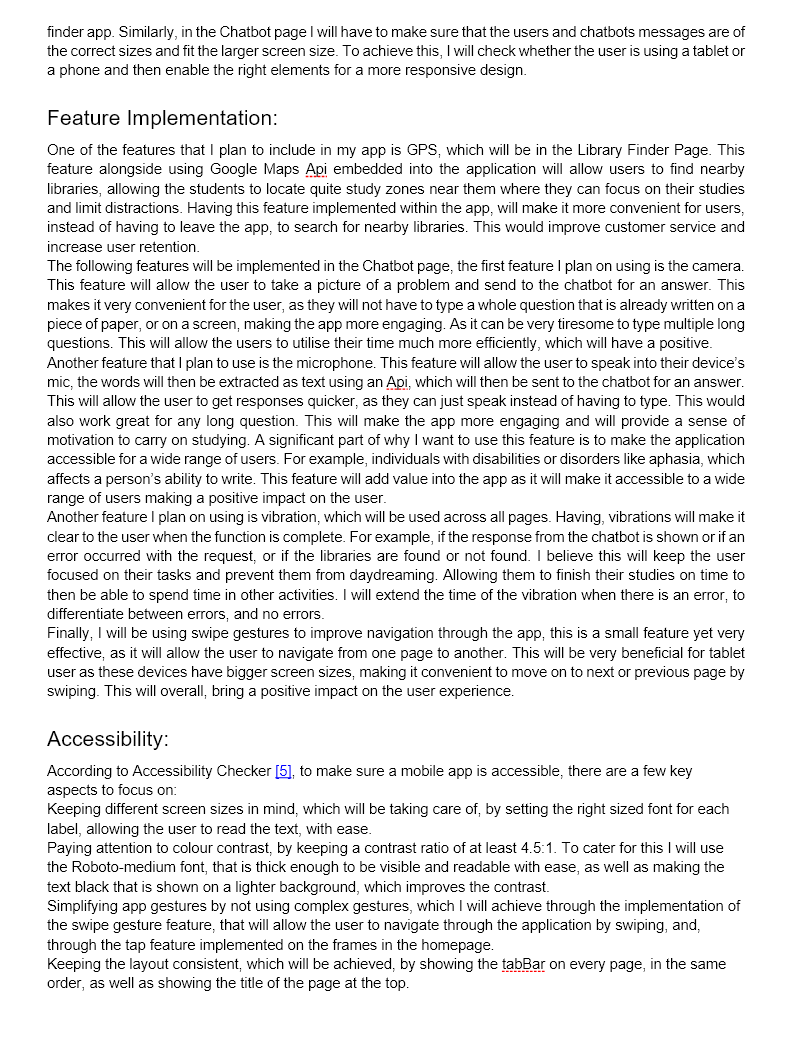 finder app. Similarly, in the Chatbot page I will have to make sure that the users and chatbots messages are of
the correct sizes and fit the larger screen size. To achieve this, I will check whether the user is using a tablet or
a phone and then enable the right elements for a more responsive design.
Feature Implementation:
One of the features that I plan to include in my app is GPS, which will be in the Library Finder Page. This
feature alongside using Google Maps Api embedded into the application will allow users to find nearby
libraries, allowing the students to locate quite study zones near them where they can focus on their studies
and limit distractions. Having this feature implemented within the app, will make it more convenient for users,
instead of having to leave the app, to search for nearby libraries. This would improve customer service and
increase user retention.
The following features will be implemented in the Chatbot page, the first feature I plan on using is the camera.
This feature will allow the user to take a picture of a problem and send to the chatbot for an answer. This
makes it very convenient for the user, as they will not have to type a whole question that is already written on a
piece of paper, or on a screen, making the app more engaging. As it can be very tiresome to type multiple long
questions. This will allow the users to utilise their time much more efficiently, which will have a positive.
Another feature that I plan to use is the microphone. This feature will allow the user to speak into their device's
mic, the words will then be extracted as text using an Api, which will then be sent to the chatbot for an answer.
This will allow the user to get responses quicker, as they can just speak instead of having to type. This would
also work great for any long question. This will make the app more engaging and will provide a sense of
motivation to carry on studying. A significant part of why I want to use this feature is to make the application
accessible for a wide range of users. For example, individuals with disabilities or disorders like aphasia, which
affects a person's ability to write. This feature will add value into the app as it will make it accessible to a wide
range of users making a positive impact on the user.
Another feature I plan on using is vibration, which will be used across all pages. Having, vibrations will make it
clear to the user when the function is complete. For example, if the response from the chatbot is shown or if an
error occurred with the request, or if the libraries are found or not found. I believe this will keep the user
focused on their tasks and prevent them from daydreaming. Allowing them to finish their studies on time to
then be able to spend time in other activities. I will extend the time of the vibration when there is an error, to
differentiate between errors, and no errors.
Finally, I will be using swipe gestures to improve navigation through the app, this is a small feature yet very
effective, as it will allow the user to navigate from one page to another. This will be very beneficial for tablet
user as these devices have bigger screen sizes, making it convenient to move on to next or previous page by
swiping. This will overall, bring a positive impact on the user experience.
Accessibility:
According to Accessibility Checker [5], to make sure a mobile app is accessible, there are a few key
aspects to focus on:
Keeping different screen sizes in mind, which will be taking care of, by setting the right sized font for each
label, allowing the user to read the text, with ease.
Paying attention to colour contrast, by keeping a contrast ratio of at least 4.5:1. To cater for this I will use
the Roboto-medium font, that is thick enough to be visible and readable with ease, as well as making the
text black that is shown on a lighter background, which improves the contrast.
Simplifying app gestures by not using complex gestures, which I will achieve through the implementation of
the swipe gesture feature, that will allow the user to navigate through the application by swiping, and,
through the tap feature implemented on the frames in the homepage.
Keeping the layout consistent, which will be achieved, by showing the tabBar on every page, in the same
order, as well as showing the title of the page at the top.